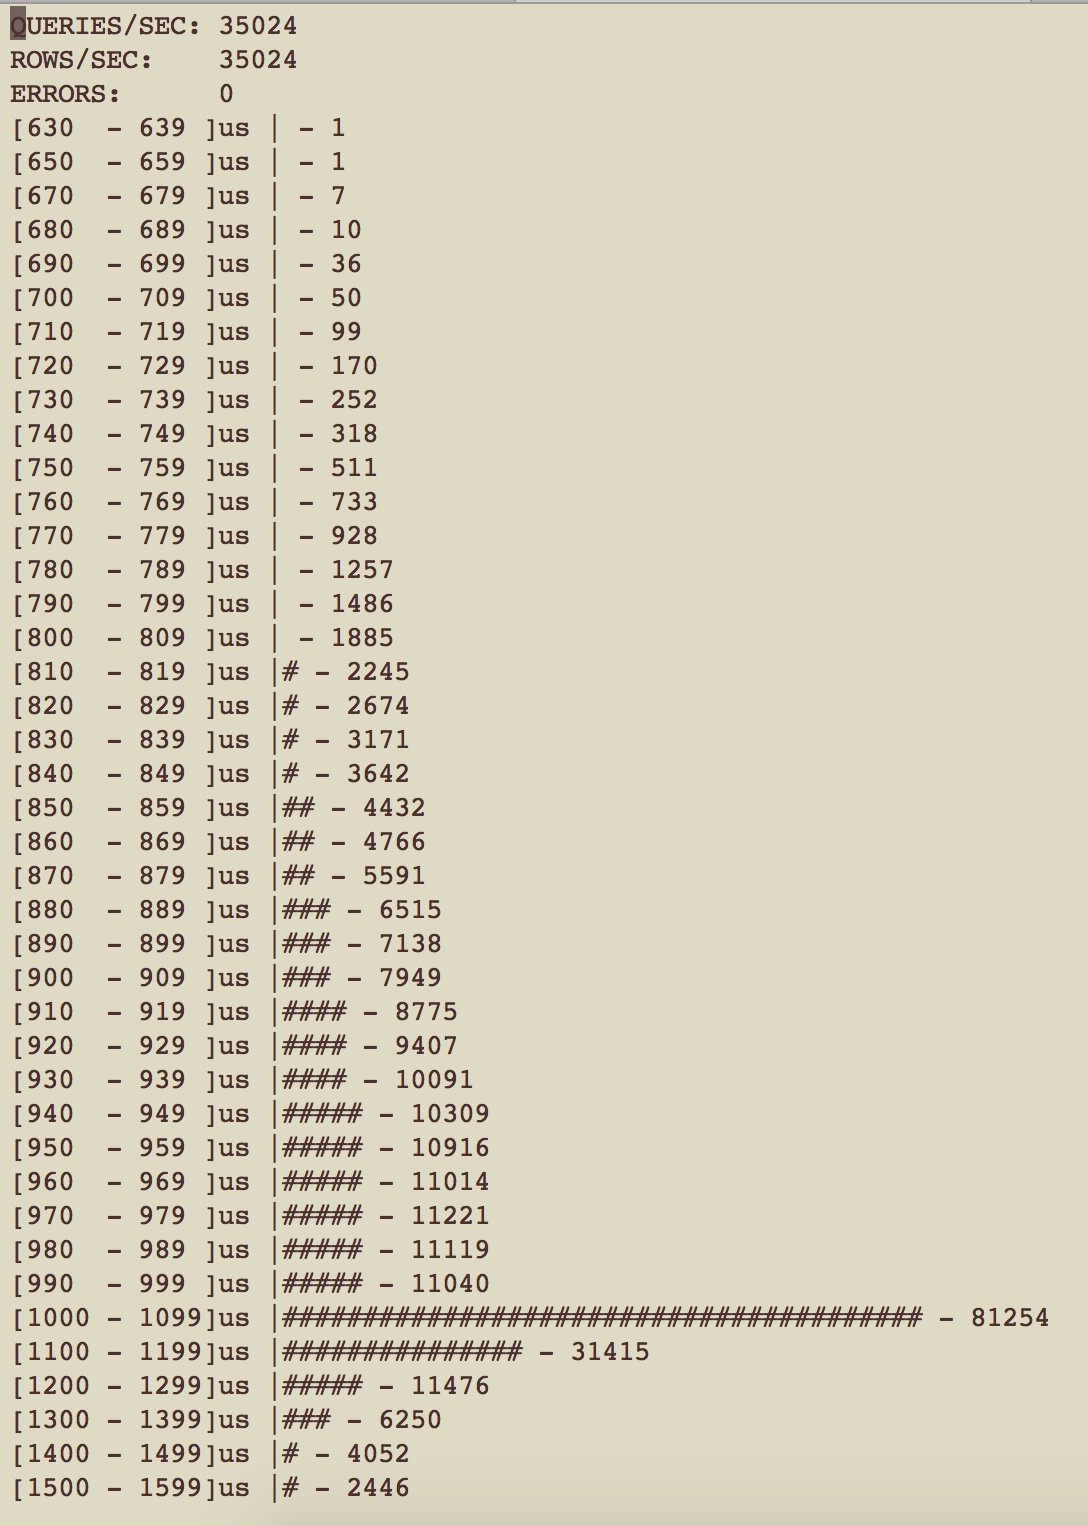 QUERIES/SEC: 35024
ROWS/SEC:    35024
ERRORS:      0
[630  - 639 ]us | - 1
[650  - 659 ]us | - 1
[670  - 679 ]us | - 7
[680  - 689 ]us | - 10
[690  - 699 ]us | - 36
[700  - 709 ]us | - 50
[710  - 719 ]us | - 99
[720  - 729 ]us | - 170
[730  - 739 ]us | - 252
[740  - 749 ]us | - 318
[750  - 759 ]us | - 511
[760  - 769 ]us | - 733
[770  - 779 ]us | - 928
[780  - 789 ]us | - 1257
[790  - 799 ]us | - 1486
[800  - 809 ]us | - 1885
[810  - 819 ]us |# - 2245
[820  - 829 ]us |# - 2674
[830  - 839 ]us |# - 3171
[840  - 849 ]us |# - 3642
[850  - 859 ]us |## - 4432
[860  - 869 ]us |## - 4766
[870  - 879 ]us |## - 5591
[880  - 889 ]us |### - 6515
[890  - 899 ]us |### - 7138
[900  - 909 ]us |### - 7949
[910  - 919 ]us |#### - 8775
[920  - 929 ]us |#### - 9407
[930  - 939 ]us |#### - 10091
[940  - 949 ]us |##### - 10309
[950  - 959 ]us |##### - 10916
[960  - 969 ]us |##### - 11014
[970  - 979 ]us |##### - 11221
[980  - 989 ]us |##### - 11119
[990  - 999 ]us |##### - 11040
[1000 - 1099]us |######################################## - 81254
[1100 - 1199]us |############### - 31415
[1200 - 1299]us |##### - 11476
[1300 - 1399]us |### - 6250
[1400 - 1499]us |# - 4052
[1500 - 1599]us |# - 2446